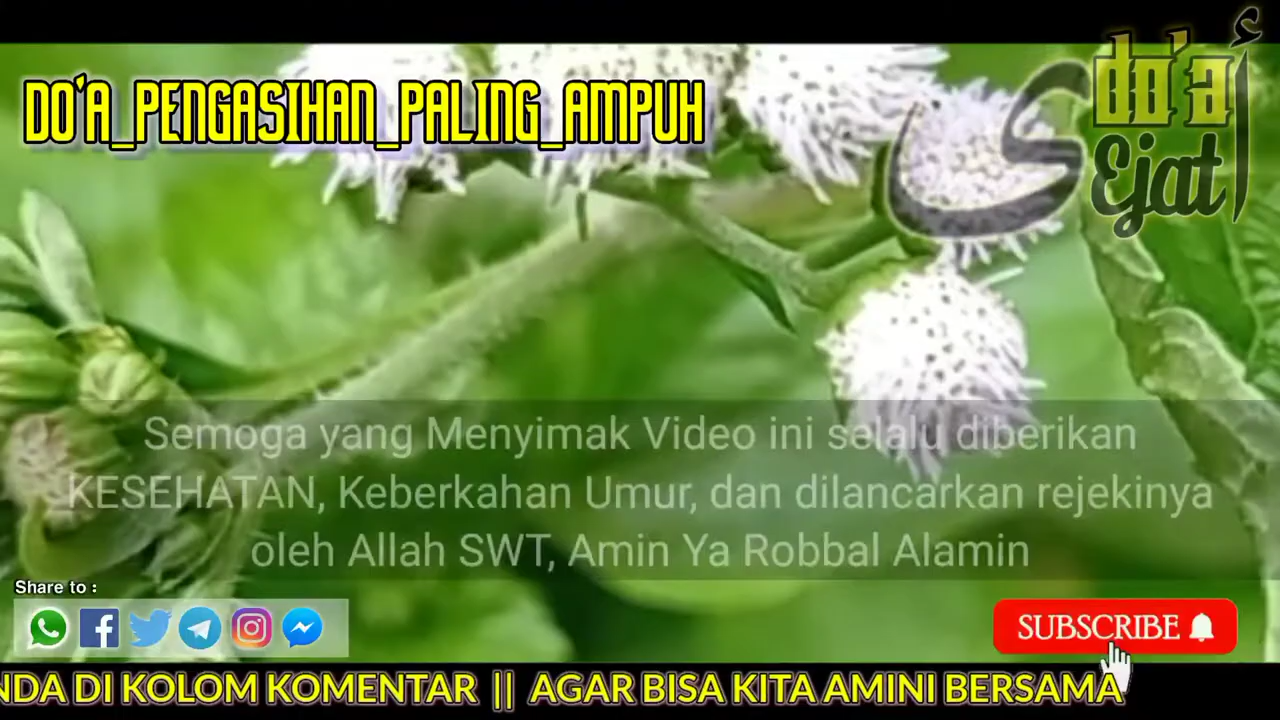 DO'A_PENGASIHAN_PALING_AMPUH
do'a
Ejati
أ
ى
Semoga yang Menyimak Video ini selalu diberikan
KESEHATAN, Keberkahan Umur, dan dilancarkan rejekinya
oleh Allah SWT, Amin Ya Robbal Alamin
Share to :
SUBSCRIBE
NDA DI KOLOM KOMENTAR || AGAR BISA KITA AMINI BERSAMA